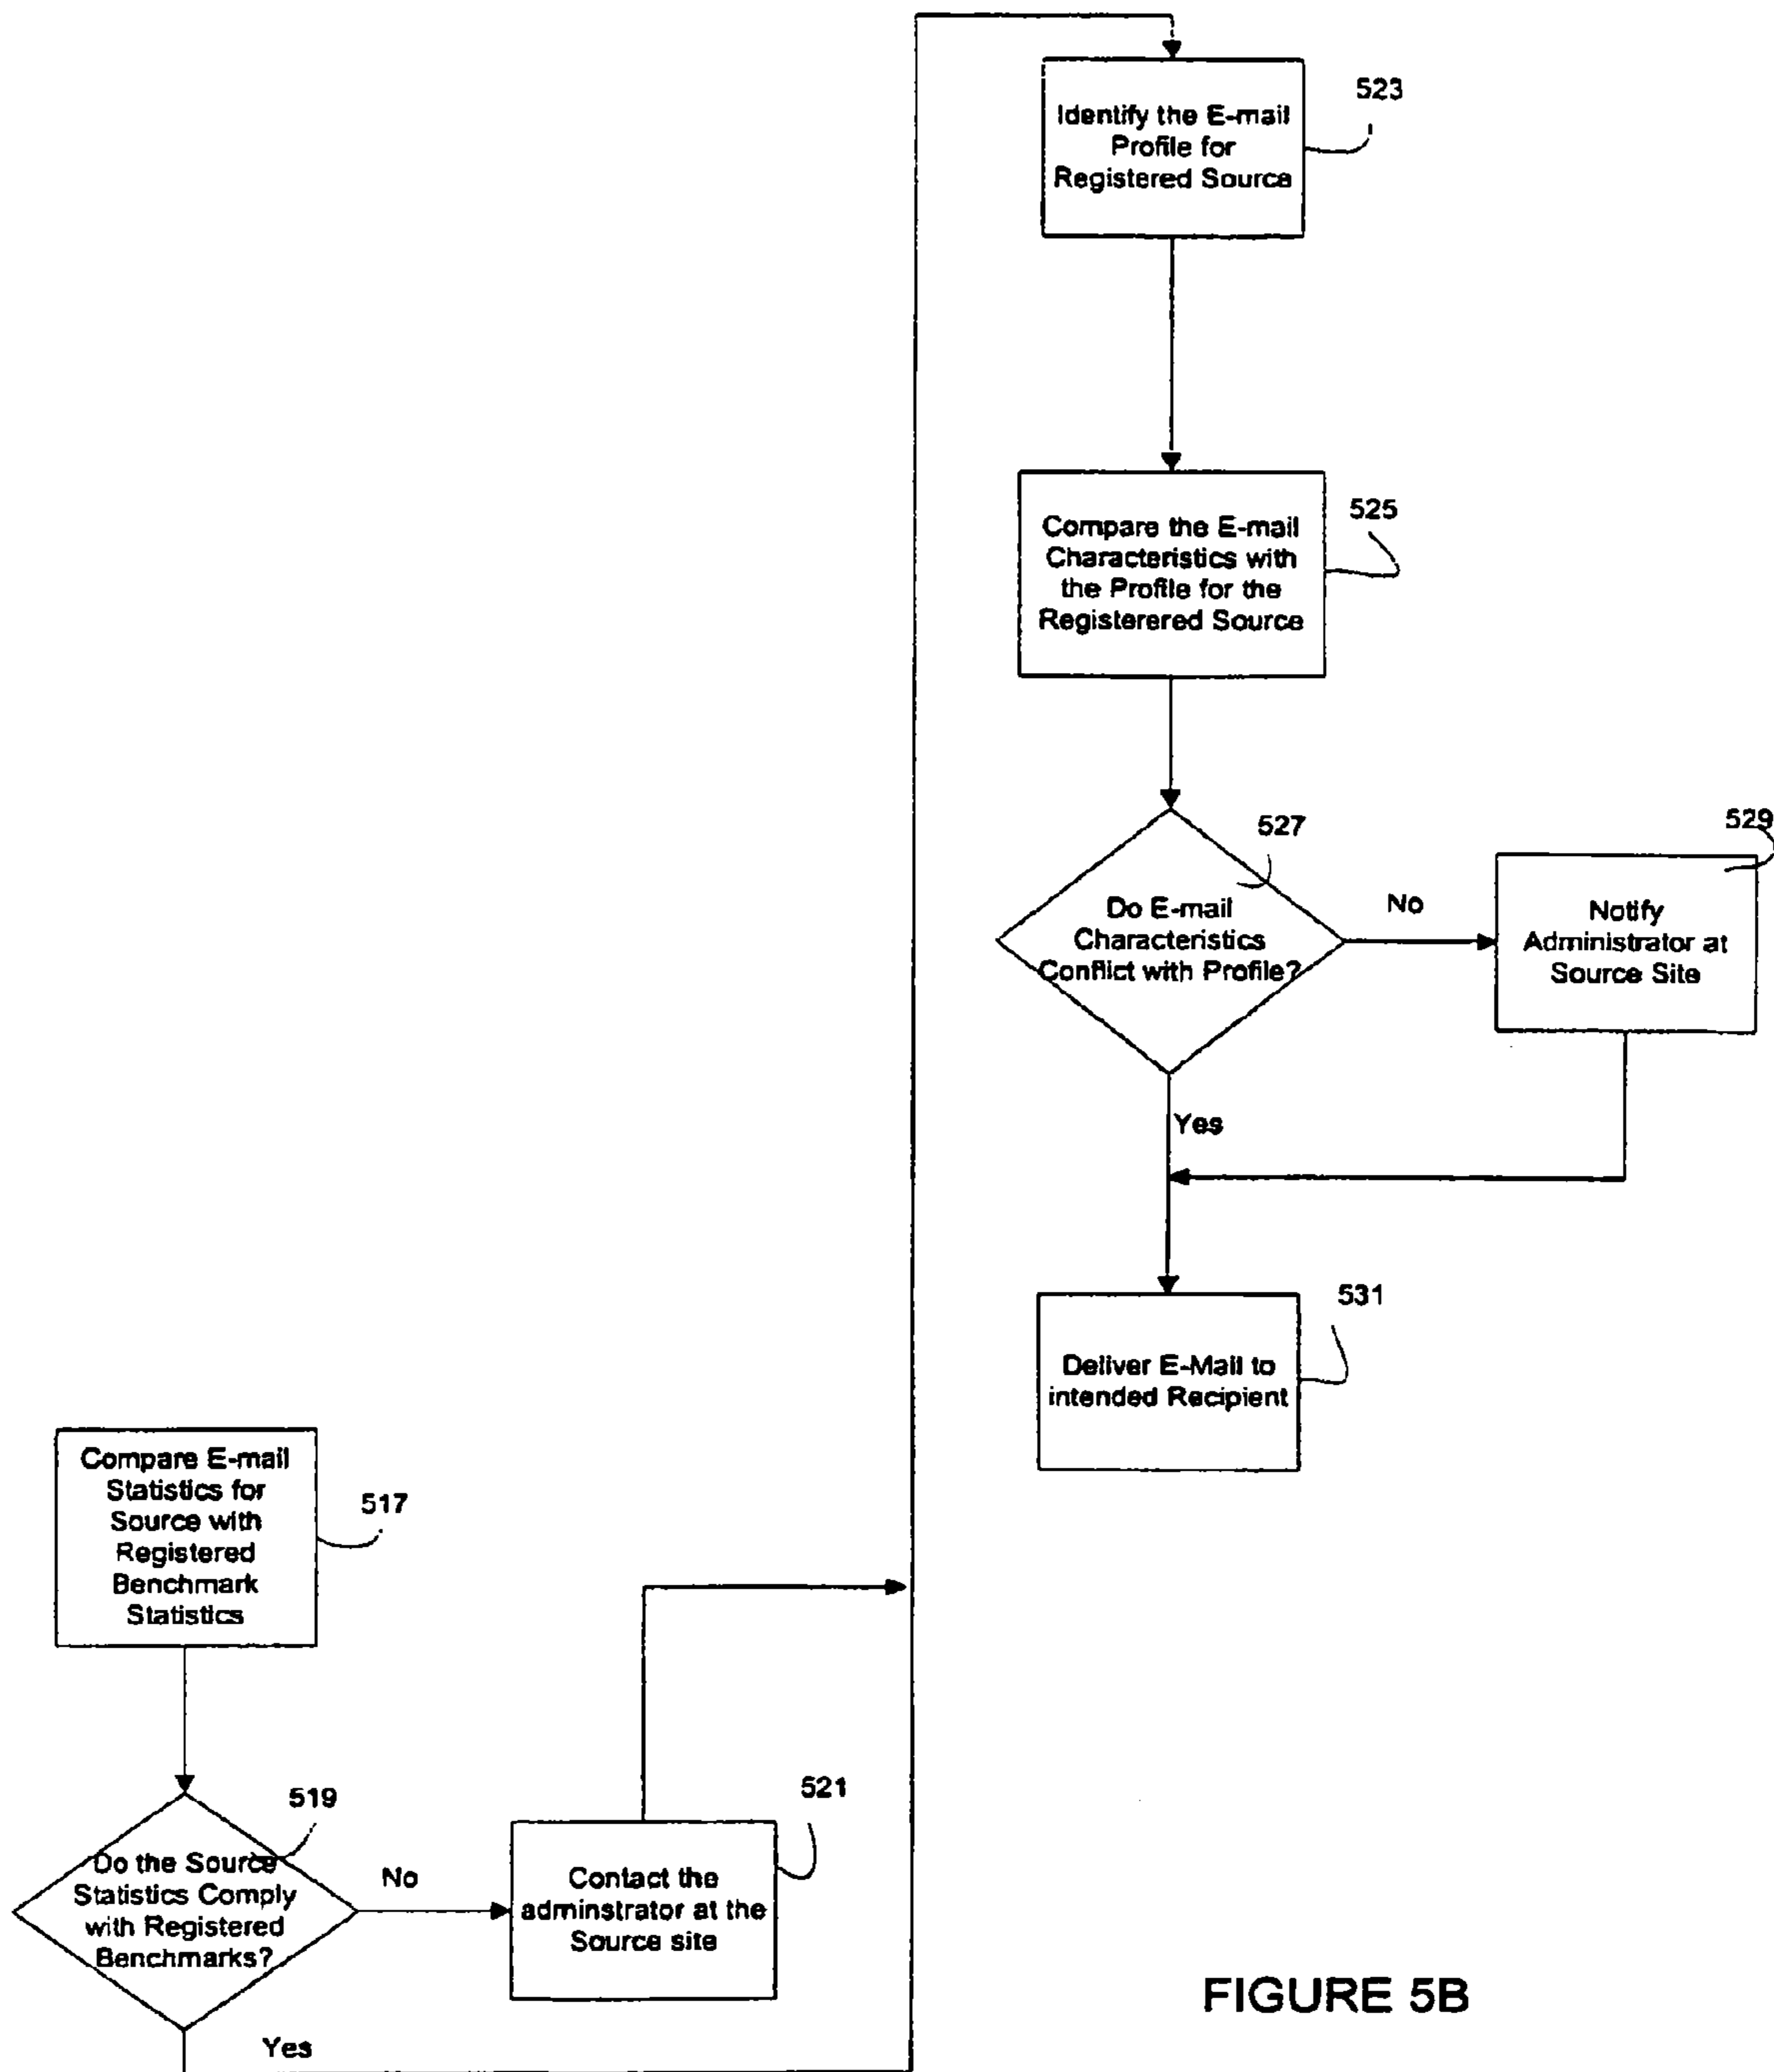 523
Identify the E-mail
Profile for
Registered Source
525
Compare the E-mail
Characteristics with
the Profile for the
Registerered Source
527
Do E-mail
Characteristics
Conflict with Profile?
No
529
Notify
Administrator at
Source Site
Yes
531
Deliver E-Mail to
intended Recipient
Compare E-mail
Statistics for
Source with
Registered
Benchmark
Statistics
517
519
Do the Source
Statistics Comply
with Registered
Benchmarks?
No
521
Contact the
adminstrator at the
Source site
Yes
FIGURE 5B